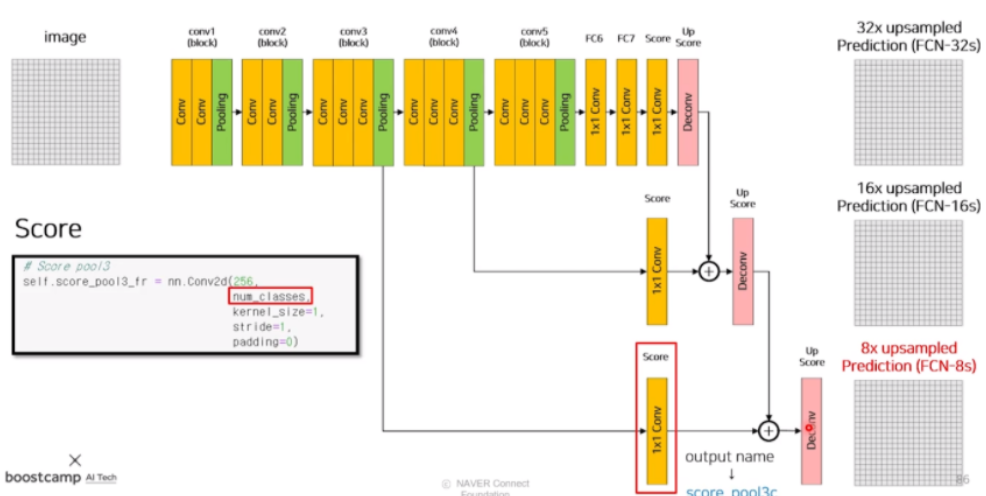 image
conv1
(block)
conv2
(block)
conv3
(block)
conv4
(block)
conv5
(block)
FC6
FC7
Score
Up
Score
Conv
Conv
Pooling
Conv
Conv
Pooling
Conv
Conv
Conv
Pooling
Conv
Conv
Conv
Pooling
Conv
Conv
Conv
Pooling
1x1 Conv
1x1 Conv
1x1 Conv
Deconv
32x upsampled
Prediction (FCN-32s)
Score
1x1 Conv
+
Up
Score
Deconv
16x upsampled
Prediction (FCN-16s)
Score
# Score pool3
self.score_pool3_fr = nn.Conv2d(256,
num_classes,
kernel_size=1,
stride=1,
padding=0)
Score
1x1 Conv
+
Up
Score
Deconv
8x upsampled
Prediction (FCN-8s)
output name
↓
score_pool3c
boostcamp AI Tech
© NAVER Connect
Foundation
86